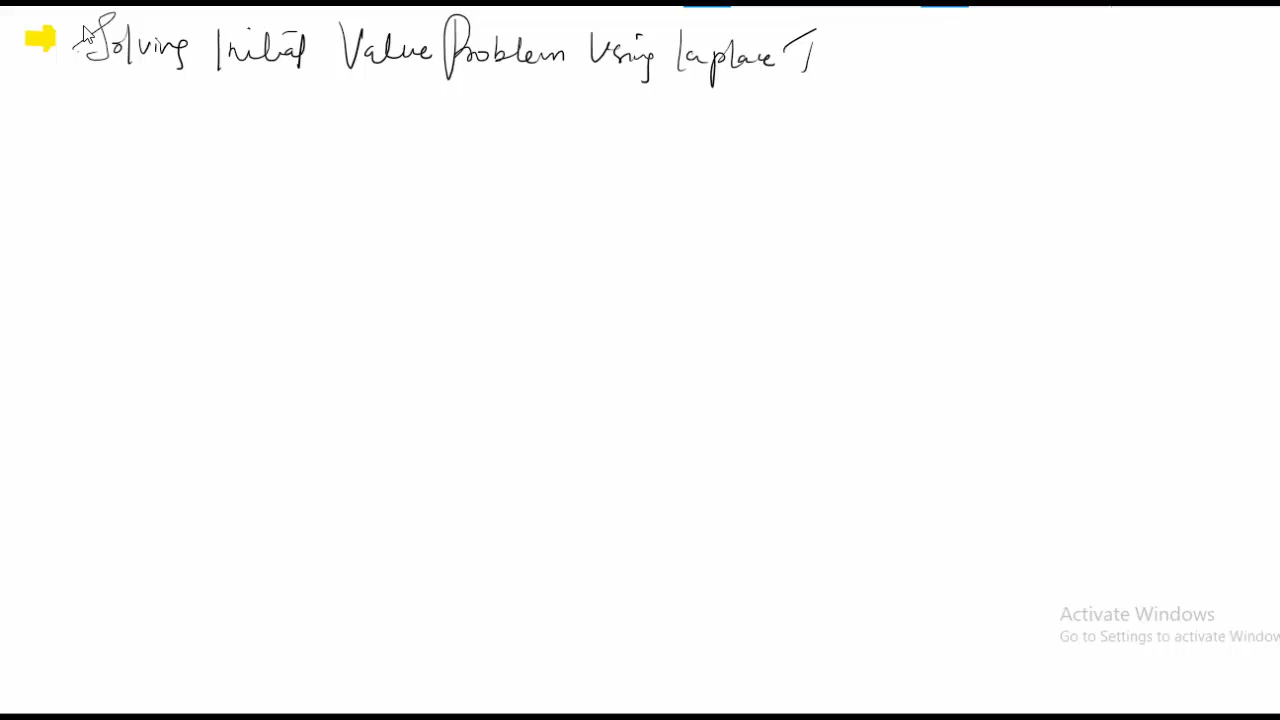 Solving Initial Value Problem Using Laplace T
Activate Windows
Go to Settings to activate Window